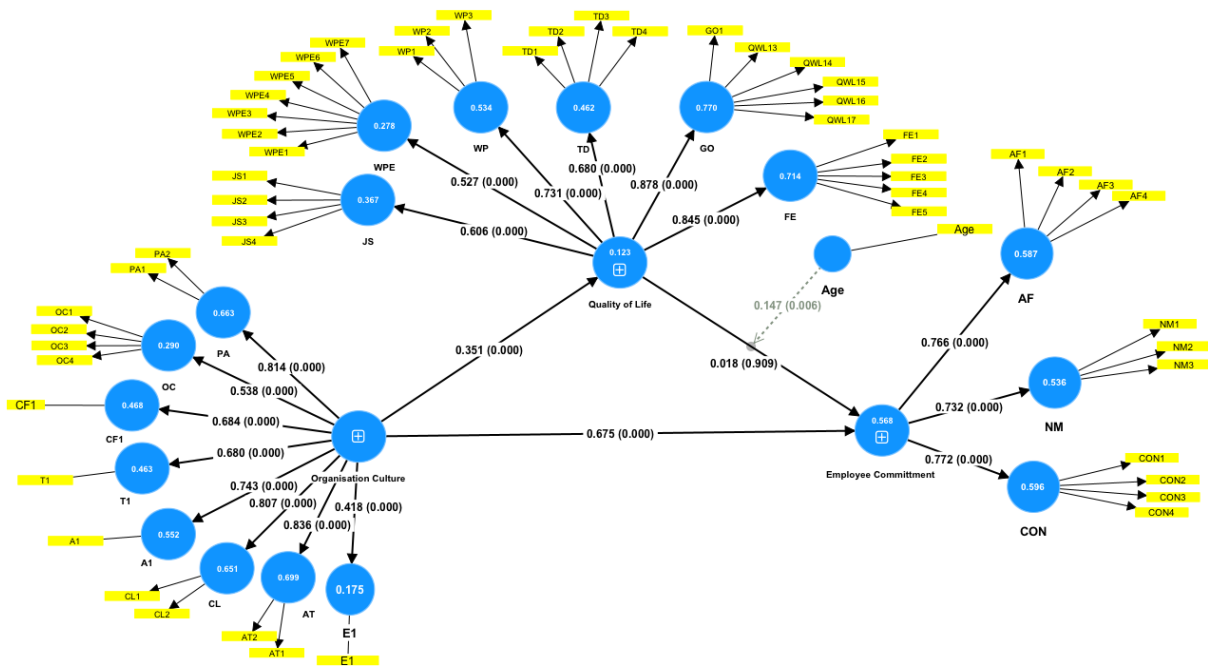 WP3
WP2
WP1
TD3
TD2
TD4
TD1
GO1
QWL13
QWL14
QWL15
QWL16
QWL17
WPE7
WPE6
WPE5
WPE4
WPE3
WPE2
WPE1
0.278
WPE
0.534
WP
0.462
TD
0.770
GO
FE1
FE2
FE3
FE4
FE5
0.714
FE
JS1
JS2
JS3
JS4
0.367
JS
0.527 (0.000)
0.731 (0.000)
0.680 (0.000)
0.878 (0.000)
0.845 (0.000)
0.606 (0.000)
0.123
Quality of Life
Age
Age
0.147 (0.006)
AF1
AF2
AF3
AF4
0.587
AF
PA2
PA1
0.663
PA
OC1
OC2
OC3
OC4
0.290
OC
0.814 (0.000)
0.538 (0.000)
0.351 (0.000)
0.018 (0.909)
0.766 (0.000)
NM1
NM2
NM3
0.536
NM
0.732 (0.000)
CF1
0.468
CF1
0.684 (0.000)
0.675 (0.000)
0.568
Employee Committment
0.772 (0.000)
CON1
CON2
CON3
CON4
0.596
CON
T1
0.463
T1
0.680 (0.000)
Organisation Culture
0.743 (0.000)
0.807 (0.000)
0.418 (0.000)
0.836 (0.000)
A1
0.552
A1
0.651
CL
CL1
CL2
0.699
AT
AT2
AT1
0.175
E1
E1